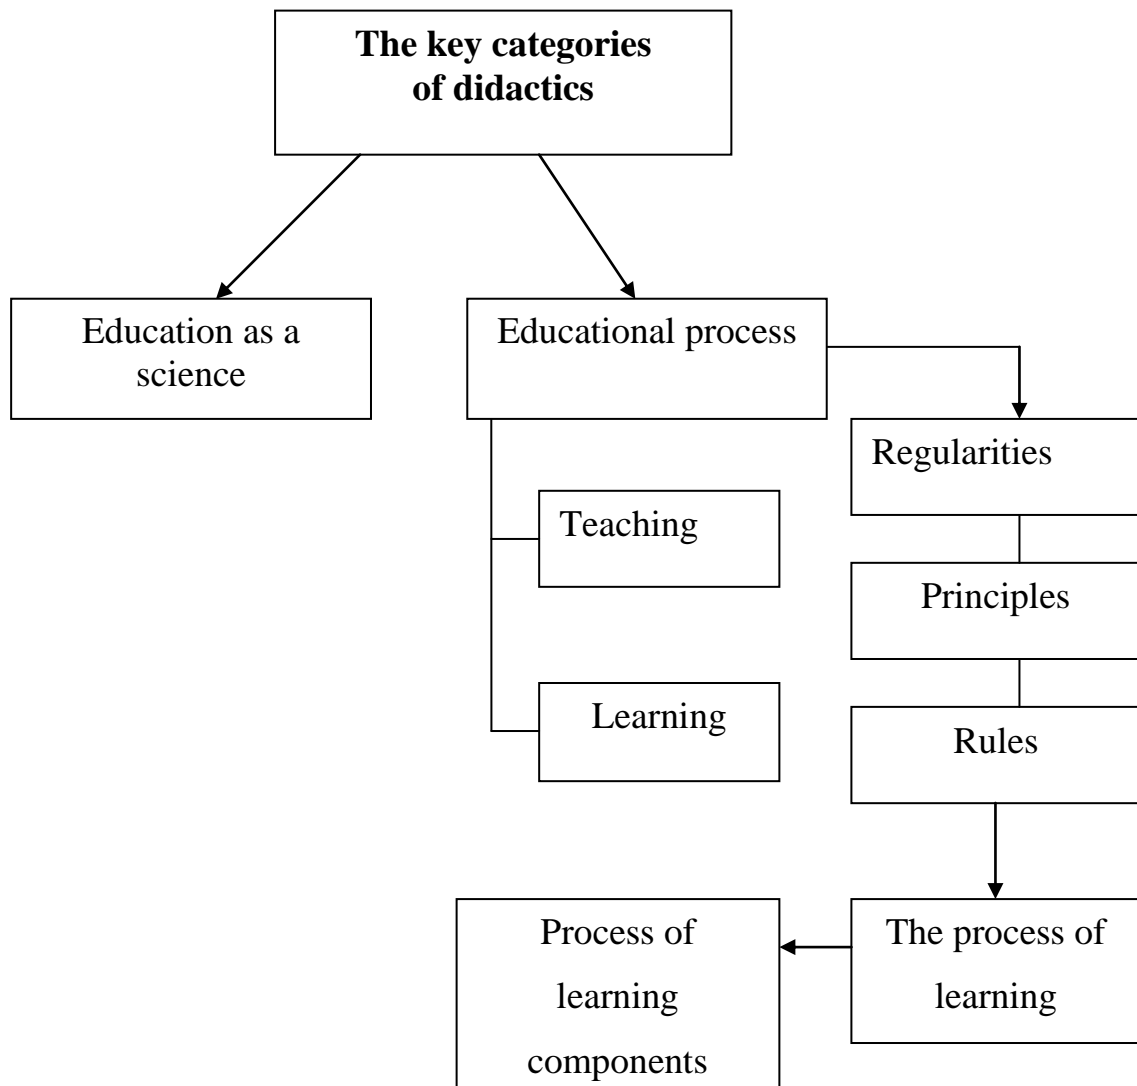 The key categories
of didactics
Education as a
science
Educational process
Regularities
Teaching
Principles
Learning
Rules
Process of
learning
components
The process of
learning